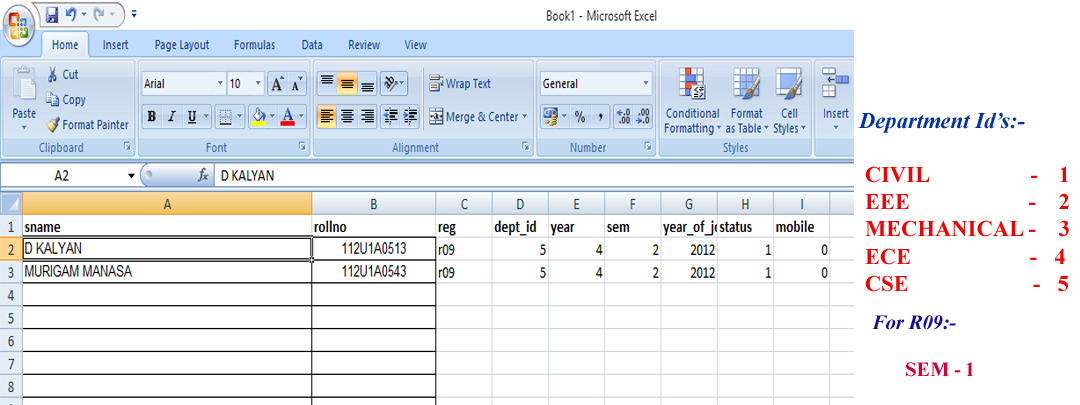 Book1 - Microsoft Excel
Home Insert Page Layout Formulas Data Review View
Paste
Cut
Copy
Format Painter
Clipboard
Arial 10 A A
B I U A
Font
Wrap Text
Merge & Center
Alignment
General
% , .00 .0 .00
Number
Conditional Formatting
Format as Table
Cell Styles
Styles
Insert
A2 fx D KALYAN
A B C D E F G H I
1 sname rollno reg dept_id year sem year_of_jo status mobile
2 D KALYAN 112U1A0513 r09 5 4 2 2012 1 0
3 MURIGAM MANASA 112U1A0543 r09 5 4 2 2012 1 0
4
5
6
7
8
Department Id’s:-
CIVIL - 1
EEE - 2
MECHANICAL - 3
ECE - 4
CSE - 5
For R09:-
SEM - 1